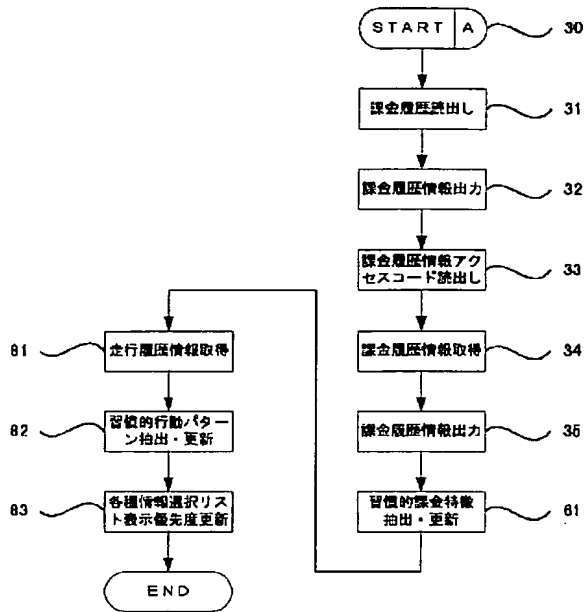 START A
30
課金履歴読出し
31
課金履歴情報出力
32
課金履歴情報アク
セスコード読出し
33
課金履歴情報取得
34
課金履歴情報出力
35
習慣的課金特徴
抽出・更新
61
81
走行履歴情報取得
82
習慣的行動パター
ン抽出・更新
83
各種情報選択リス
ト表示優先度更新
END